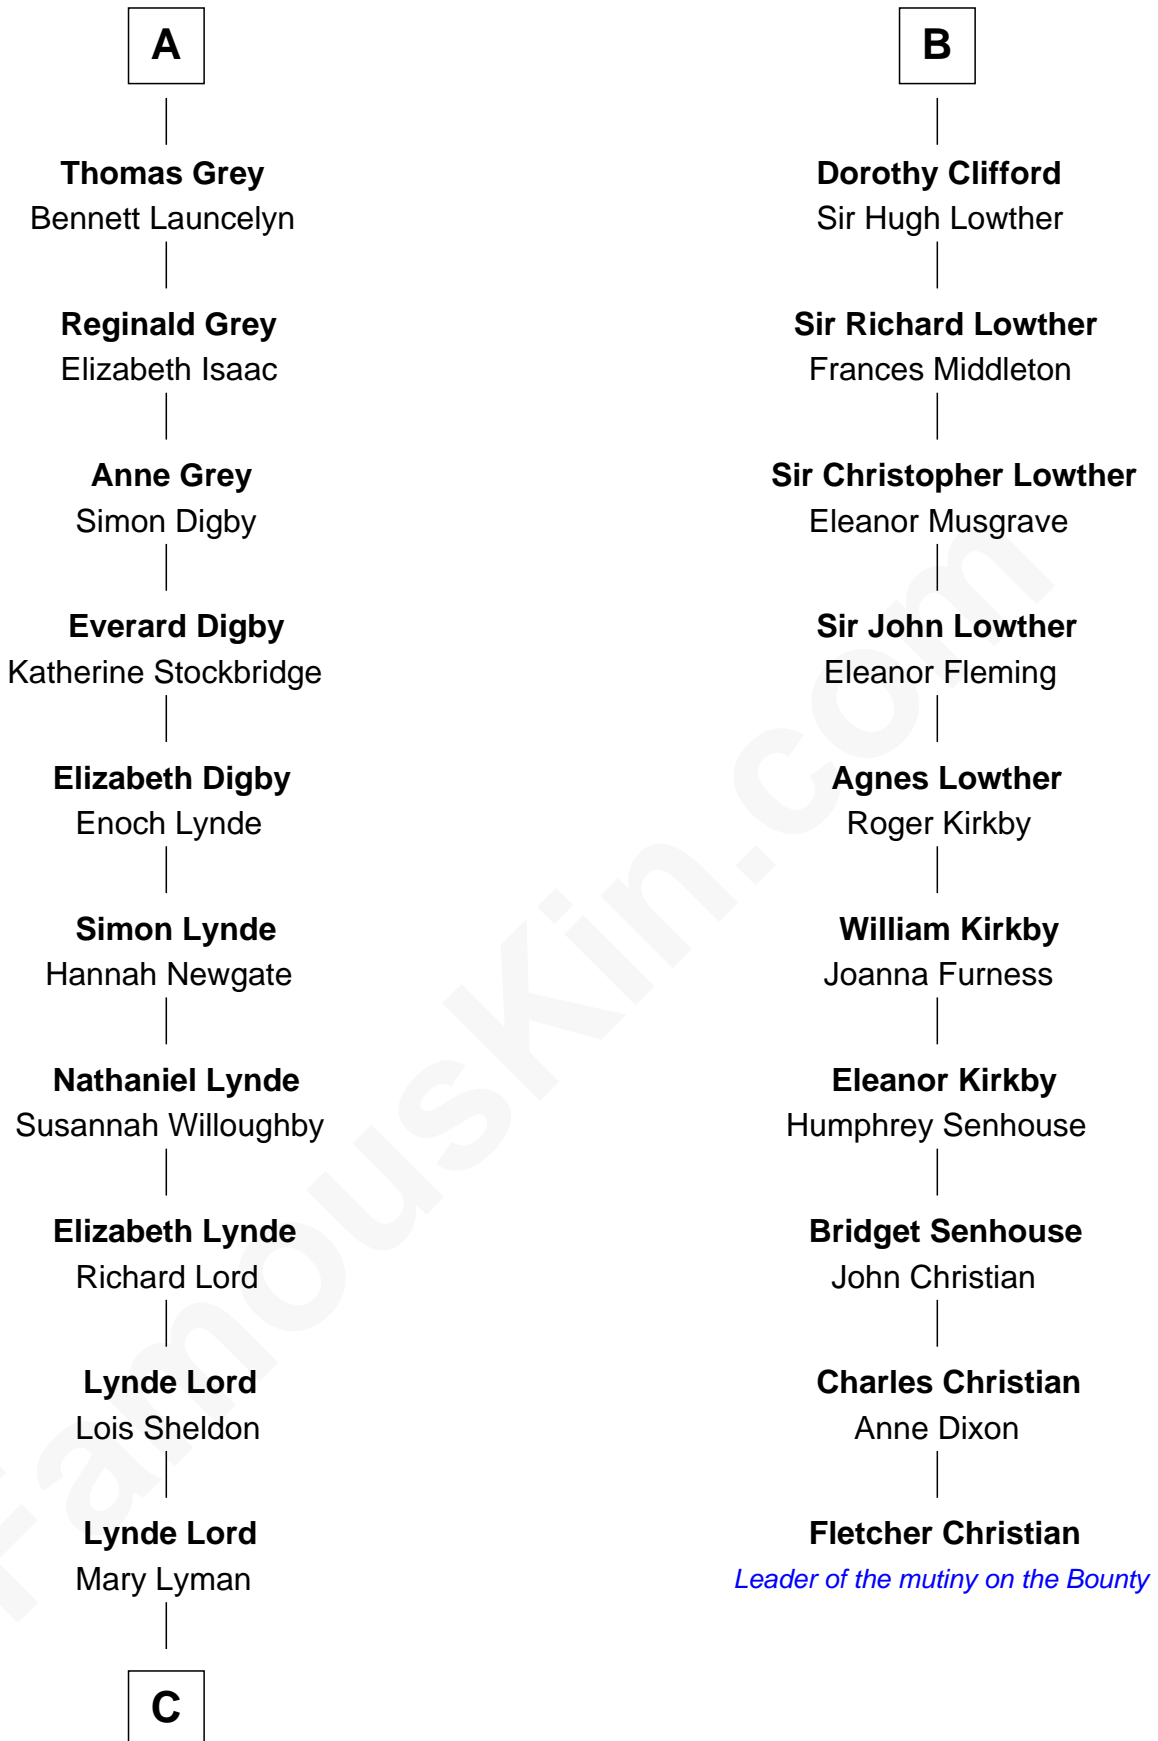 A
Thomas Grey
Bennett Launcelyn
Reginald Grey
Elizabeth Isaac
Anne Grey
Simon Digby
Everard Digby
Katherine Stockbridge
Elizabeth Digby
Enoch Lynde
Simon Lynde
Hannah Newgate
Nathaniel Lynde
Susannah Willoughby
Elizabeth Lynde
Richard Lord
Lynde Lord
Lois Sheldon
Lynde Lord
Mary Lyman
C
B
Dorothy Clifford
Sir Hugh Lowther
Sir Richard Lowther
Frances Middleton
Sir Christopher Lowther
Eleanor Musgrave
Sir John Lowther
Eleanor Fleming
Agnes Lowther
Roger Kirkby
William Kirkby
Joanna Furness
Eleanor Kirkby
Humphrey Senhouse
Bridget Senhouse
John Christian
Charles Christian
Anne Dixon
Fletcher Christian
Leader of the mutiny on the Bounty
FamousKin.com